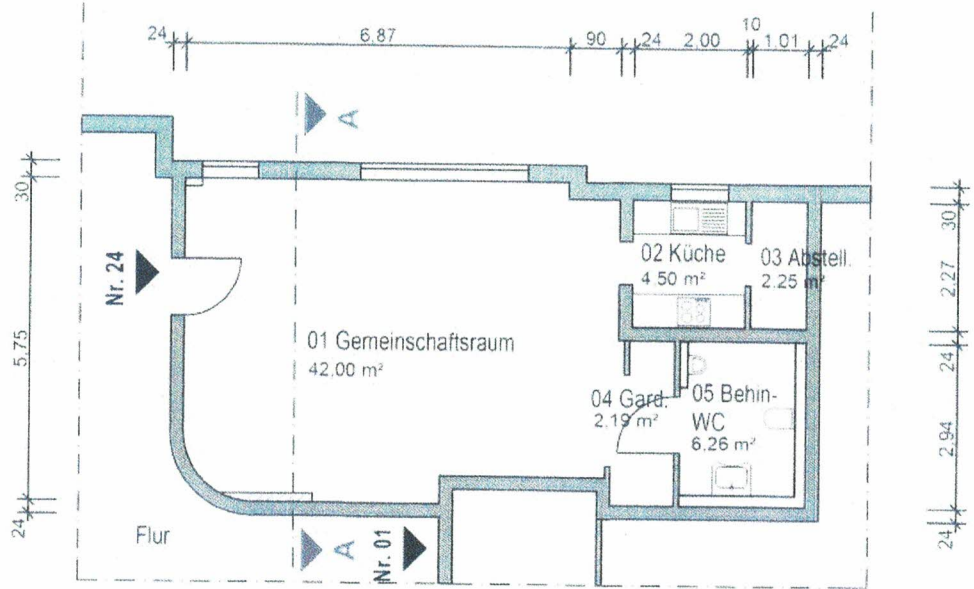 10
24 6,87 90 24 2,00 1,01 24
A
30
30
Nr. 24
02 Küche
4,50 m²
03 Abstell.
2,25 m²
2,27
5,75
01 Gemeinschaftsraum
42,00 m²
24
04 Gard.
2,19 m²
05 Behin-
WC
6,26 m²
2,94
24
Flur
A
Nr. 01
24